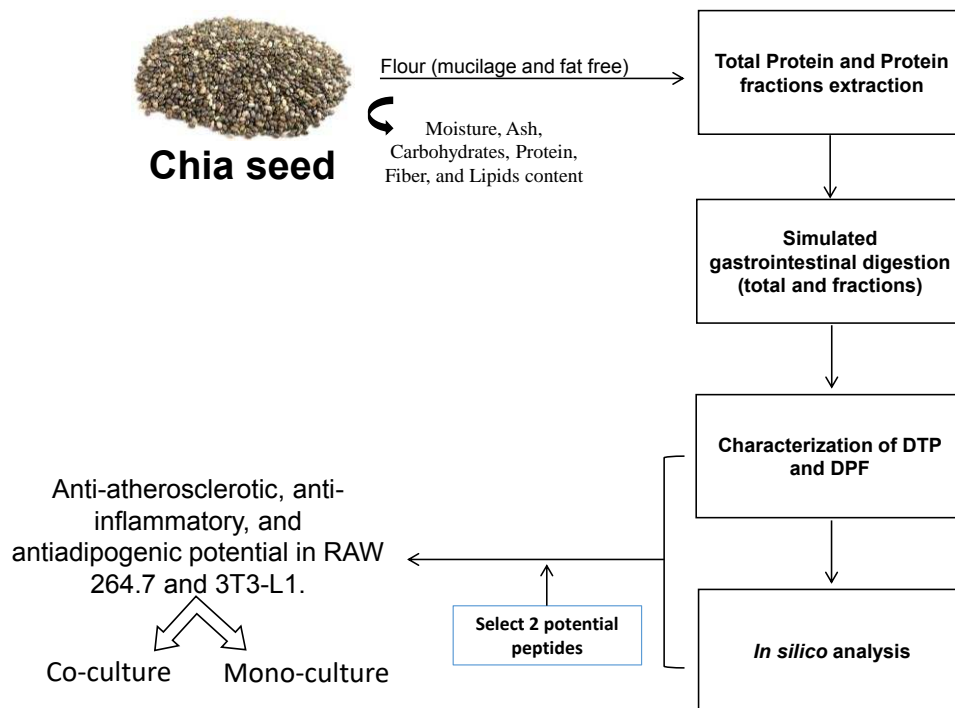 Flour (mucilage and fat free)
Chia seed
Moisture, Ash,
Carbohydrates, Protein,
Fiber, and Lipids content
Total Protein and Protein
fractions extraction
Simulated
gastrointestinal digestion
(total and fractions)
Characterization of DTP
and DPF
In silico analysis
Select 2 potential
peptides
Anti-atherosclerotic, anti-
inflammatory, and
antiadipogenic potential in RAW
264.7 and 3T3-L1.
Co-culture
Mono-culture